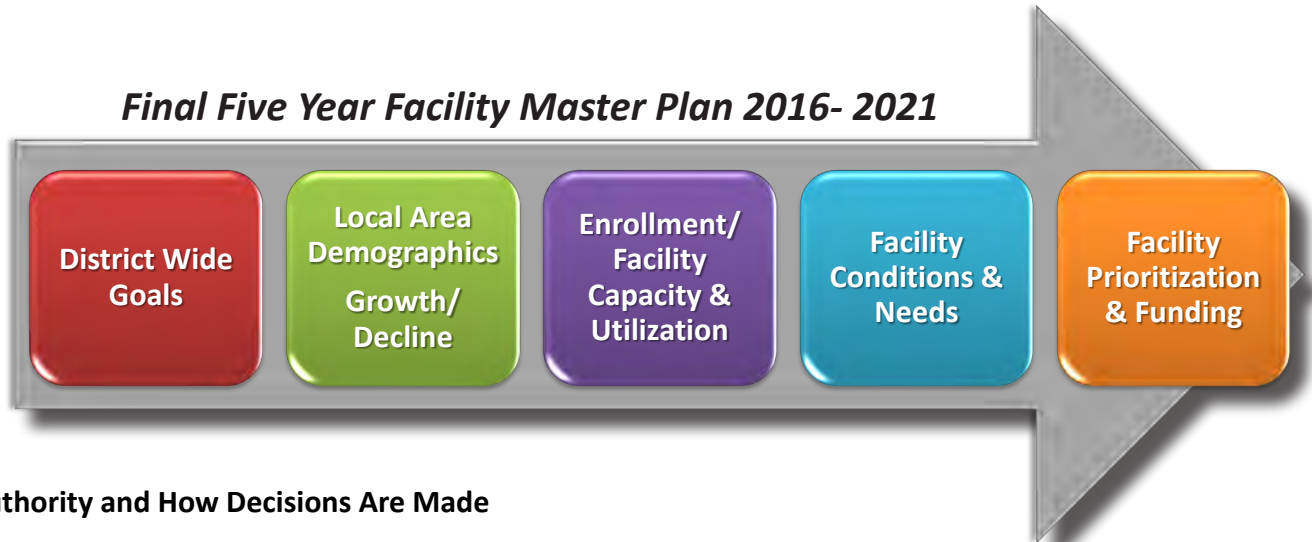 Final Five Year Facility Master Plan 2016- 2021
District Wide
Goals
Local Area
Demographics
Growth/
Decline
Enrollment/
Facility
Capacity &
Utilization
Facility
Conditions &
Needs
Facility
Prioritization
& Funding
uthority and How Decisions Are Made